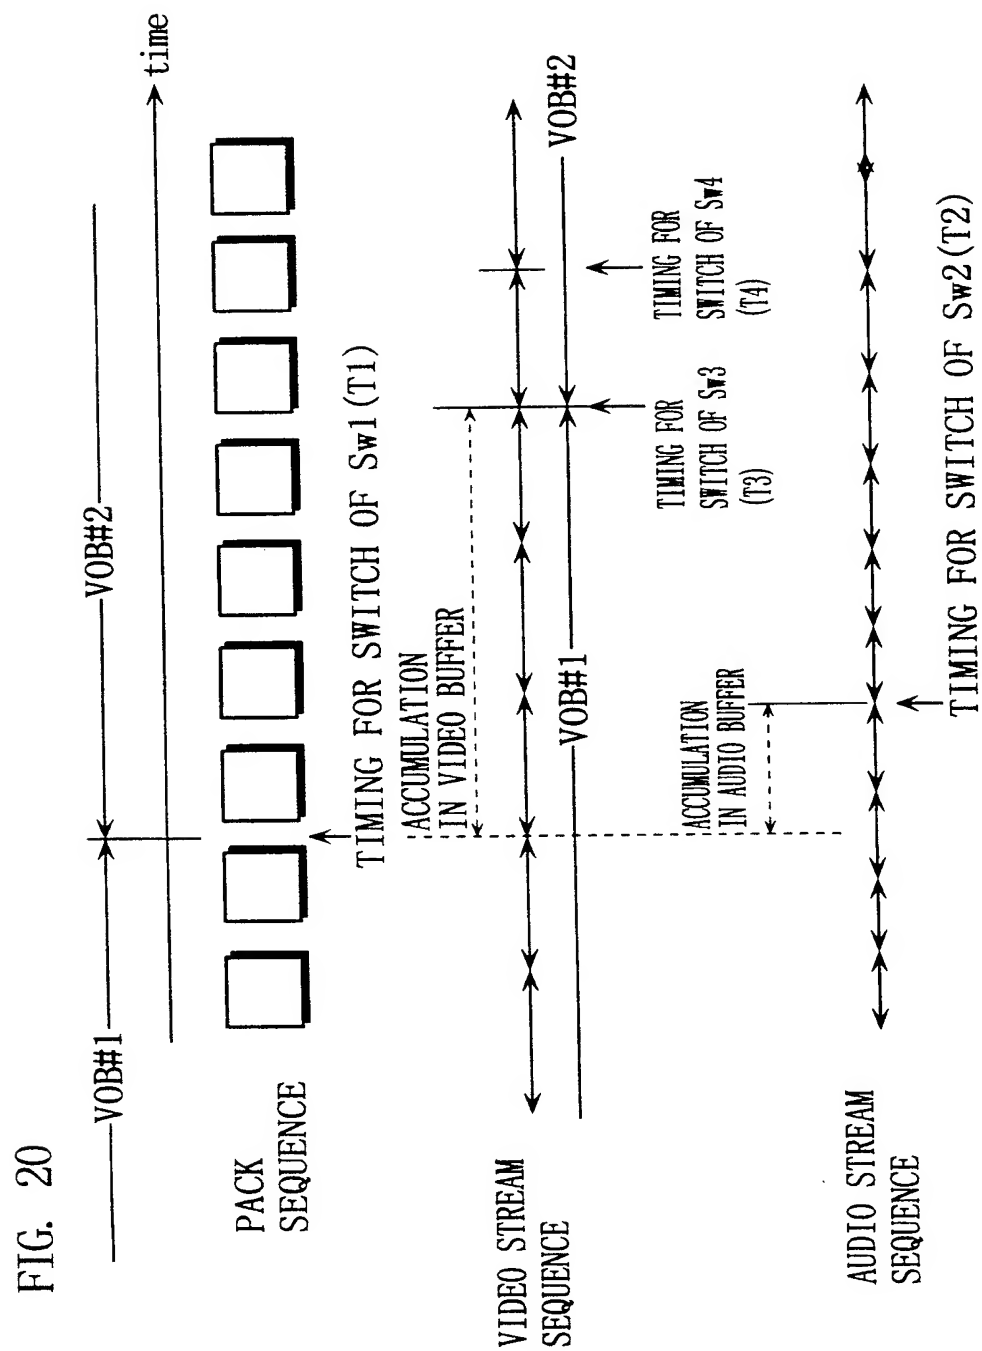 FIG. 20
VOB#1
VOB#2
time
PACK
SEQUENCE
TIMING FOR SWITCH OF Sw1(T1)
ACCUMULATION
IN VIDEO BUFFER
VIDEO STREAM
SEQUENCE
VOB#1
VOB#2
TIMING FOR
SWITCH OF Sw3
(T3)
TIMING FOR
SWITCH OF Sw4
(T4)
ACCUMULATION
IN AUDIO BUFFER
AUDIO STREAM
SEQUENCE
TIMING FOR SWITCH OF Sw2(T2)